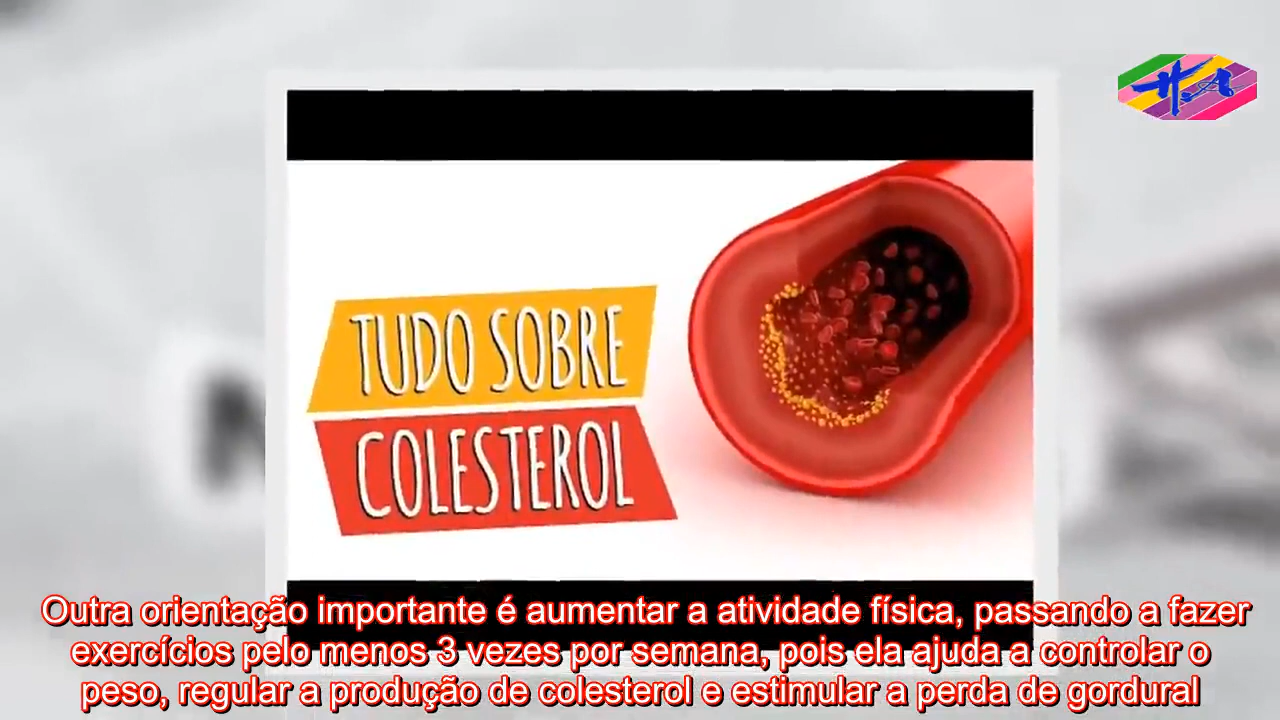 TUDO SOBRE
COLESTEROL
Outra orientação importante é aumentar a atividade física, passando a fazer
exercícios pelo menos 3 vezes por semana, pois ela ajuda a controlar o
peso, regular a produção de colesterol e estimular a perda de gordural